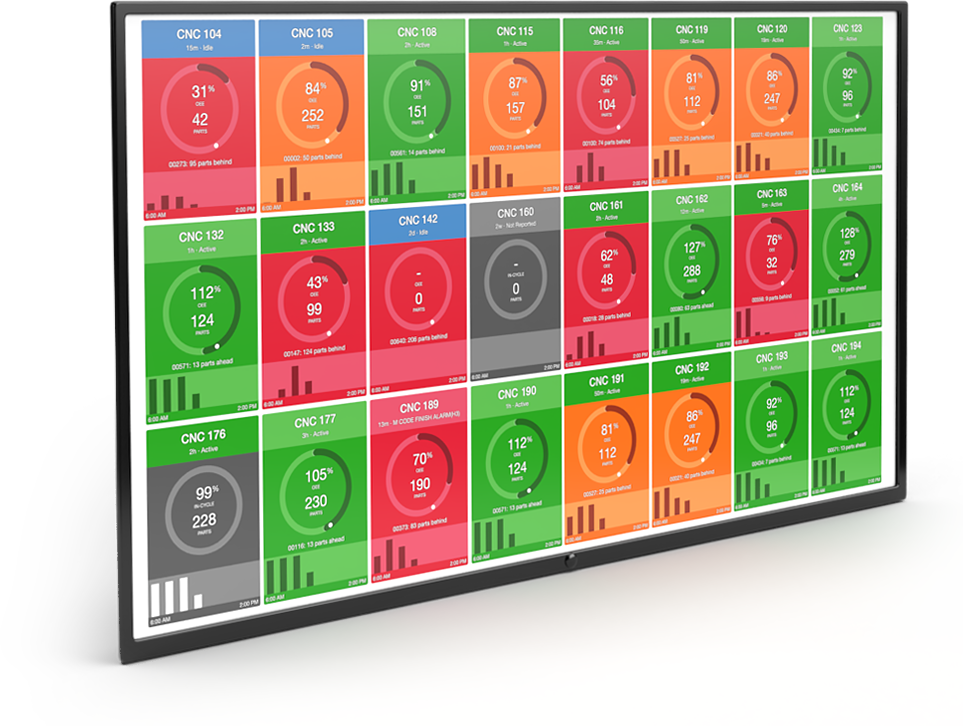 CNC 104
15m - Idle
31%
OEE
42
PARTS
00273: 95 parts behind
6:00 AM 2:00 PM
CNC 105
2m - Idle
84%
OEE
252
PARTS
00002: 50 parts behind
6:00 AM 2:00 PM
CNC 108
2h - Active
91%
OEE
151
PARTS
00561: 14 parts behind
6:00 AM 2:00 PM
CNC 115
1h - Active
87%
OEE
157
PARTS
00100: 21 parts behind
6:00 AM 2:00 PM
CNC 116
35m - Active
56%
OEE
104
PARTS
00100: 74 parts behind
6:00 AM 2:00 PM
CNC 119
50m - Active
81%
OEE
112
PARTS
00527: 25 parts behind
6:00 AM 2:00 PM
CNC 120
19m - Active
86%
OEE
247
PARTS
00021: 40 parts behind
6:00 AM 2:00 PM
CNC 123
1h - Active
92%
OEE
96
PARTS
00434: 7 parts behind
6:00 AM 2:00 PM
CNC 132
1h - Active
112%
OEE
124
PARTS
00571: 13 parts ahead
6:00 AM 2:00 PM
CNC 133
2h - Active
43%
OEE
99
PARTS
00147: 124 parts behind
6:00 AM 2:00 PM
CNC 142
2d - Idle
-
OEE
0
PARTS
00640: 208 parts behind
6:00 AM 2:00 PM
CNC 160
2w - Not Reported
-
IN-CYCLE
0
PARTS
6:00 AM 2:00 PM
CNC 161
2h - Active
62%
OEE
48
PARTS
00019: 28 parts behind
6:00 AM 2:00 PM
CNC 162
12m - Active
127%
OEE
288
PARTS
00360: 63 parts ahead
6:00 AM 2:00 PM
CNC 163
9m - Active
76%
OEE
32
PARTS
9 parts behind
6:00 AM 2:00 PM
CNC 164
4h - Active
128%
OEE
279
PARTS
61 parts ahead
6:00 AM 2:00 PM
CNC 176
2h - Active
99%
IN-CYCLE
228
PARTS
6:00 AM 2:00 PM
CNC 177
3h - Active
105%
OEE
230
PARTS
00116: 13 parts ahead
6:00 AM 2:00 PM
CNC 189
13m - M CODE FINISH ALARM(H3)
70%
OEE
190
PARTS
00373: 83 parts behind
6:00 AM 2:00 PM
CNC 190
1h - Active
112%
OEE
124
PARTS
00571: 13 parts ahead
6:00 AM 2:00 PM
CNC 191
50m - Active
81%
OEE
112
PARTS
00527: 25 parts behind
6:00 AM 2:00 PM
CNC 192
19m - Active
86%
OEE
247
PARTS
00021: 40 parts behind
6:00 AM 2:00 PM
CNC 193
1h - Active
92%
OEE
96
PARTS
00434: 7 parts behind
6:00 AM 2:00 PM
CNC 194
1h - Active
112%
OEE
124
PARTS
00571: 13 parts ahead
6:00 AM 2:00 PM